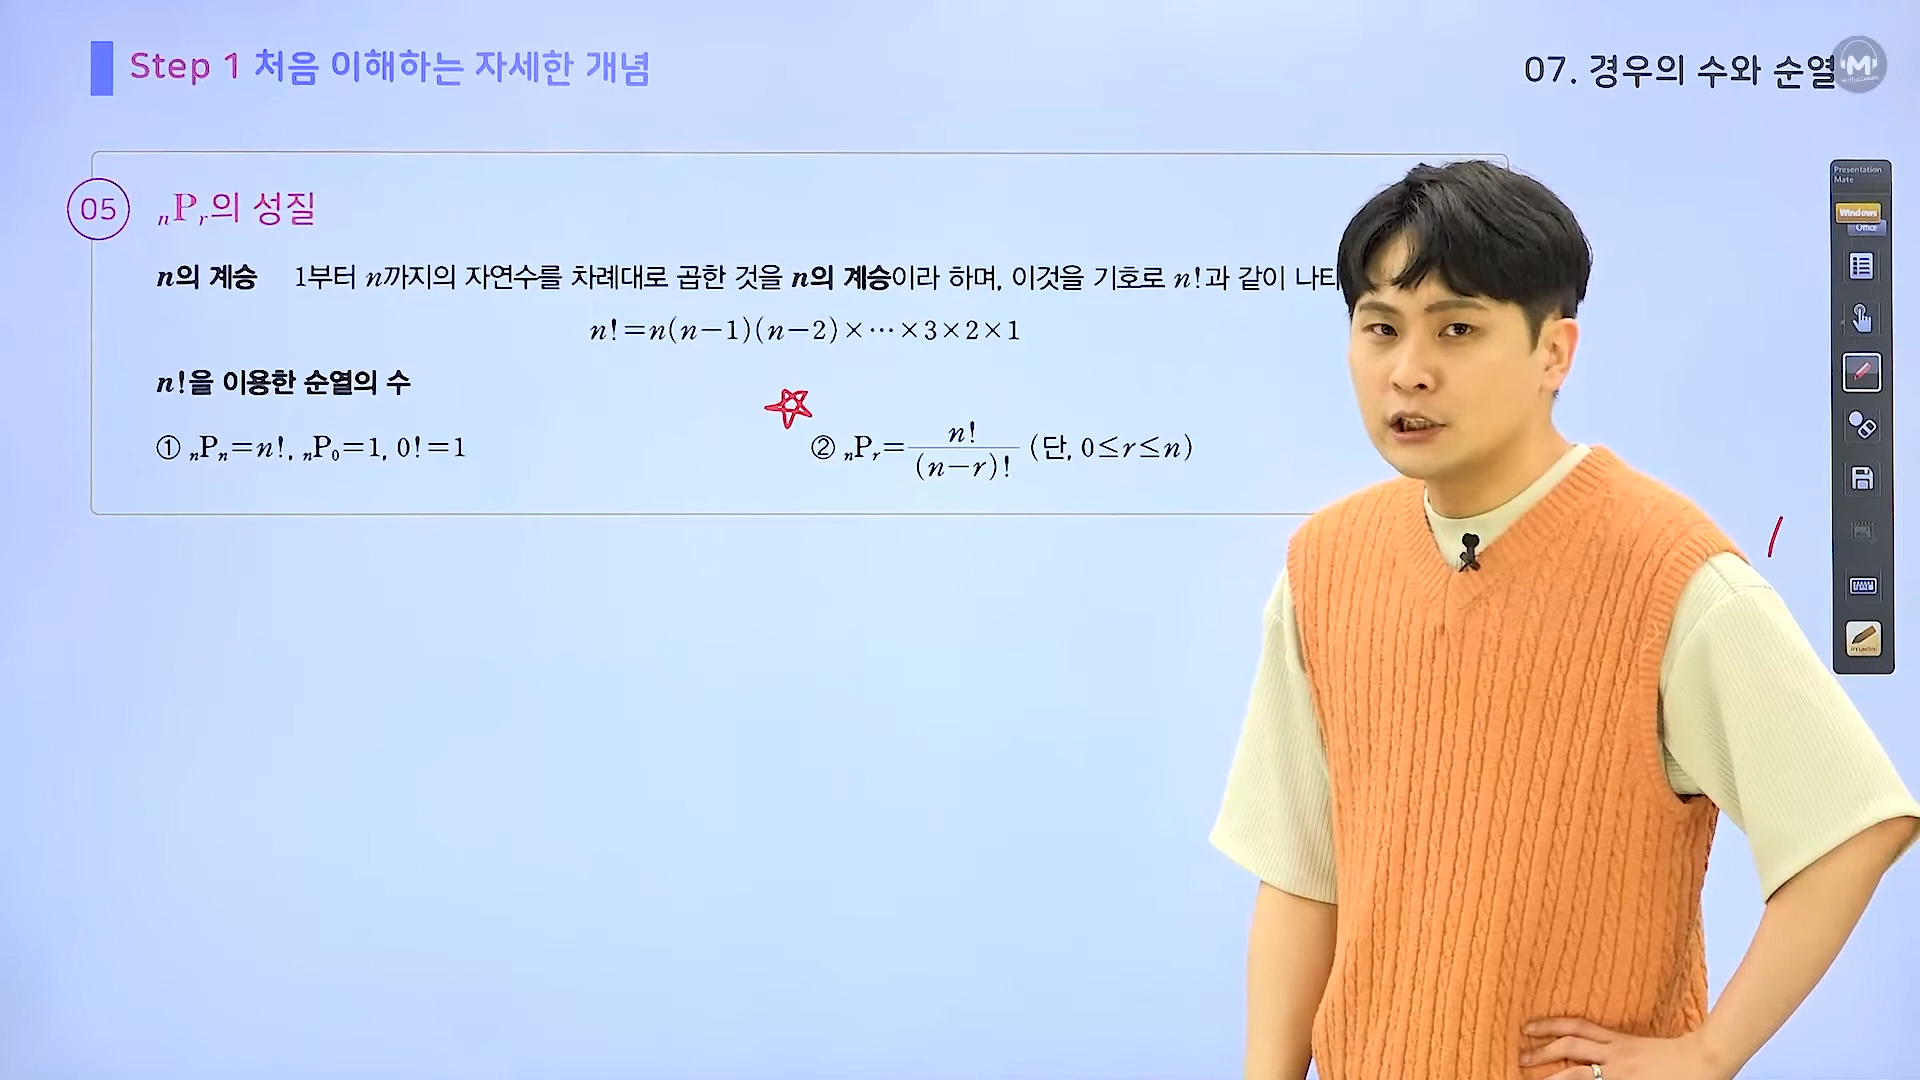 Step 1 처음 이해하는 자세한 개념
07. 경우의 수와 순열
M
05 ₙPᵣ의 성질
n의 계승 1부터 n까지의 자연수를 차례대로 곱한 것을 n의 계승이라 하며, 이것을 기호로 n!과 같이 나타
n!=n(n-1)(n-2)×⋯×3×2×1
n!을 이용한 순열의 수
① ₙPₙ=n!, ₙP₀=1, 0!=1
② ₙPᵣ=n!/(n-r)! (단, 0≤r≤n)
Presentation
Mate
Windows
Office